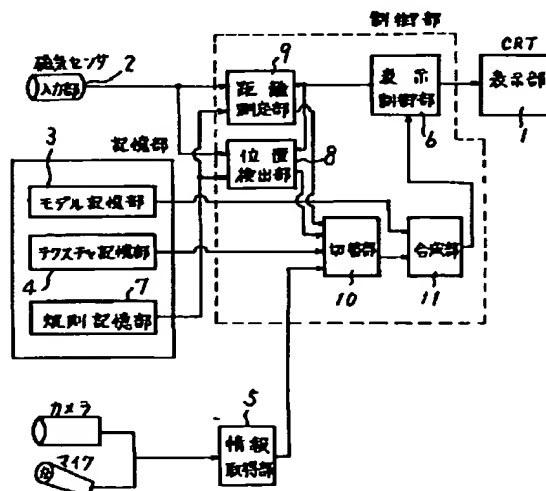 制御部
磁気センサ
入力部
2
9
距離
測定部
表示
制御部
6
CRT
表示部
1
記憶部
3
モデル記憶部
テクスチャ記憶部
4
7
規則記憶部
位置
検出部
8
切替部
10
合成部
11
カメラ
マイク
5
情報
取得部